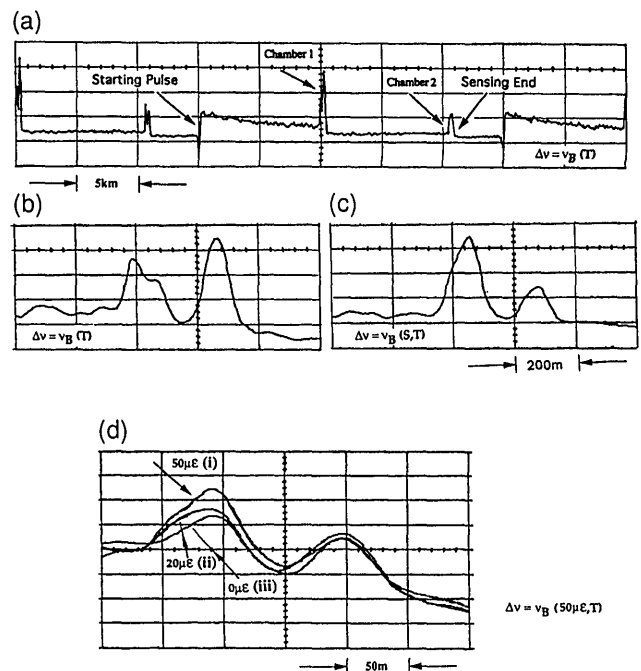 (a)
Chamber 1
Starting Pulse
Chamber 2
Sensing End
Δν = νB (T)
5km
(b)
(c)
Δν = νB (T)
Δν = νB (S,T)
200m
(d)
50με (i)
20με (ii)
0με (iii)
Δν = νB (50με,T)
50m